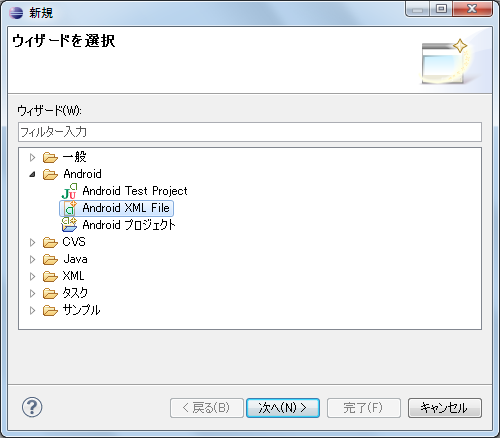 新規
ウィザードを選択
ウィザード(W):
フィルター入力
一般
Android
Android Test Project
Android XML File
Android プロジェクト
CVS
Java
XML
タスク
サンプル
? < 戻る(B) 次へ(N) > 完了(F) キャンセル